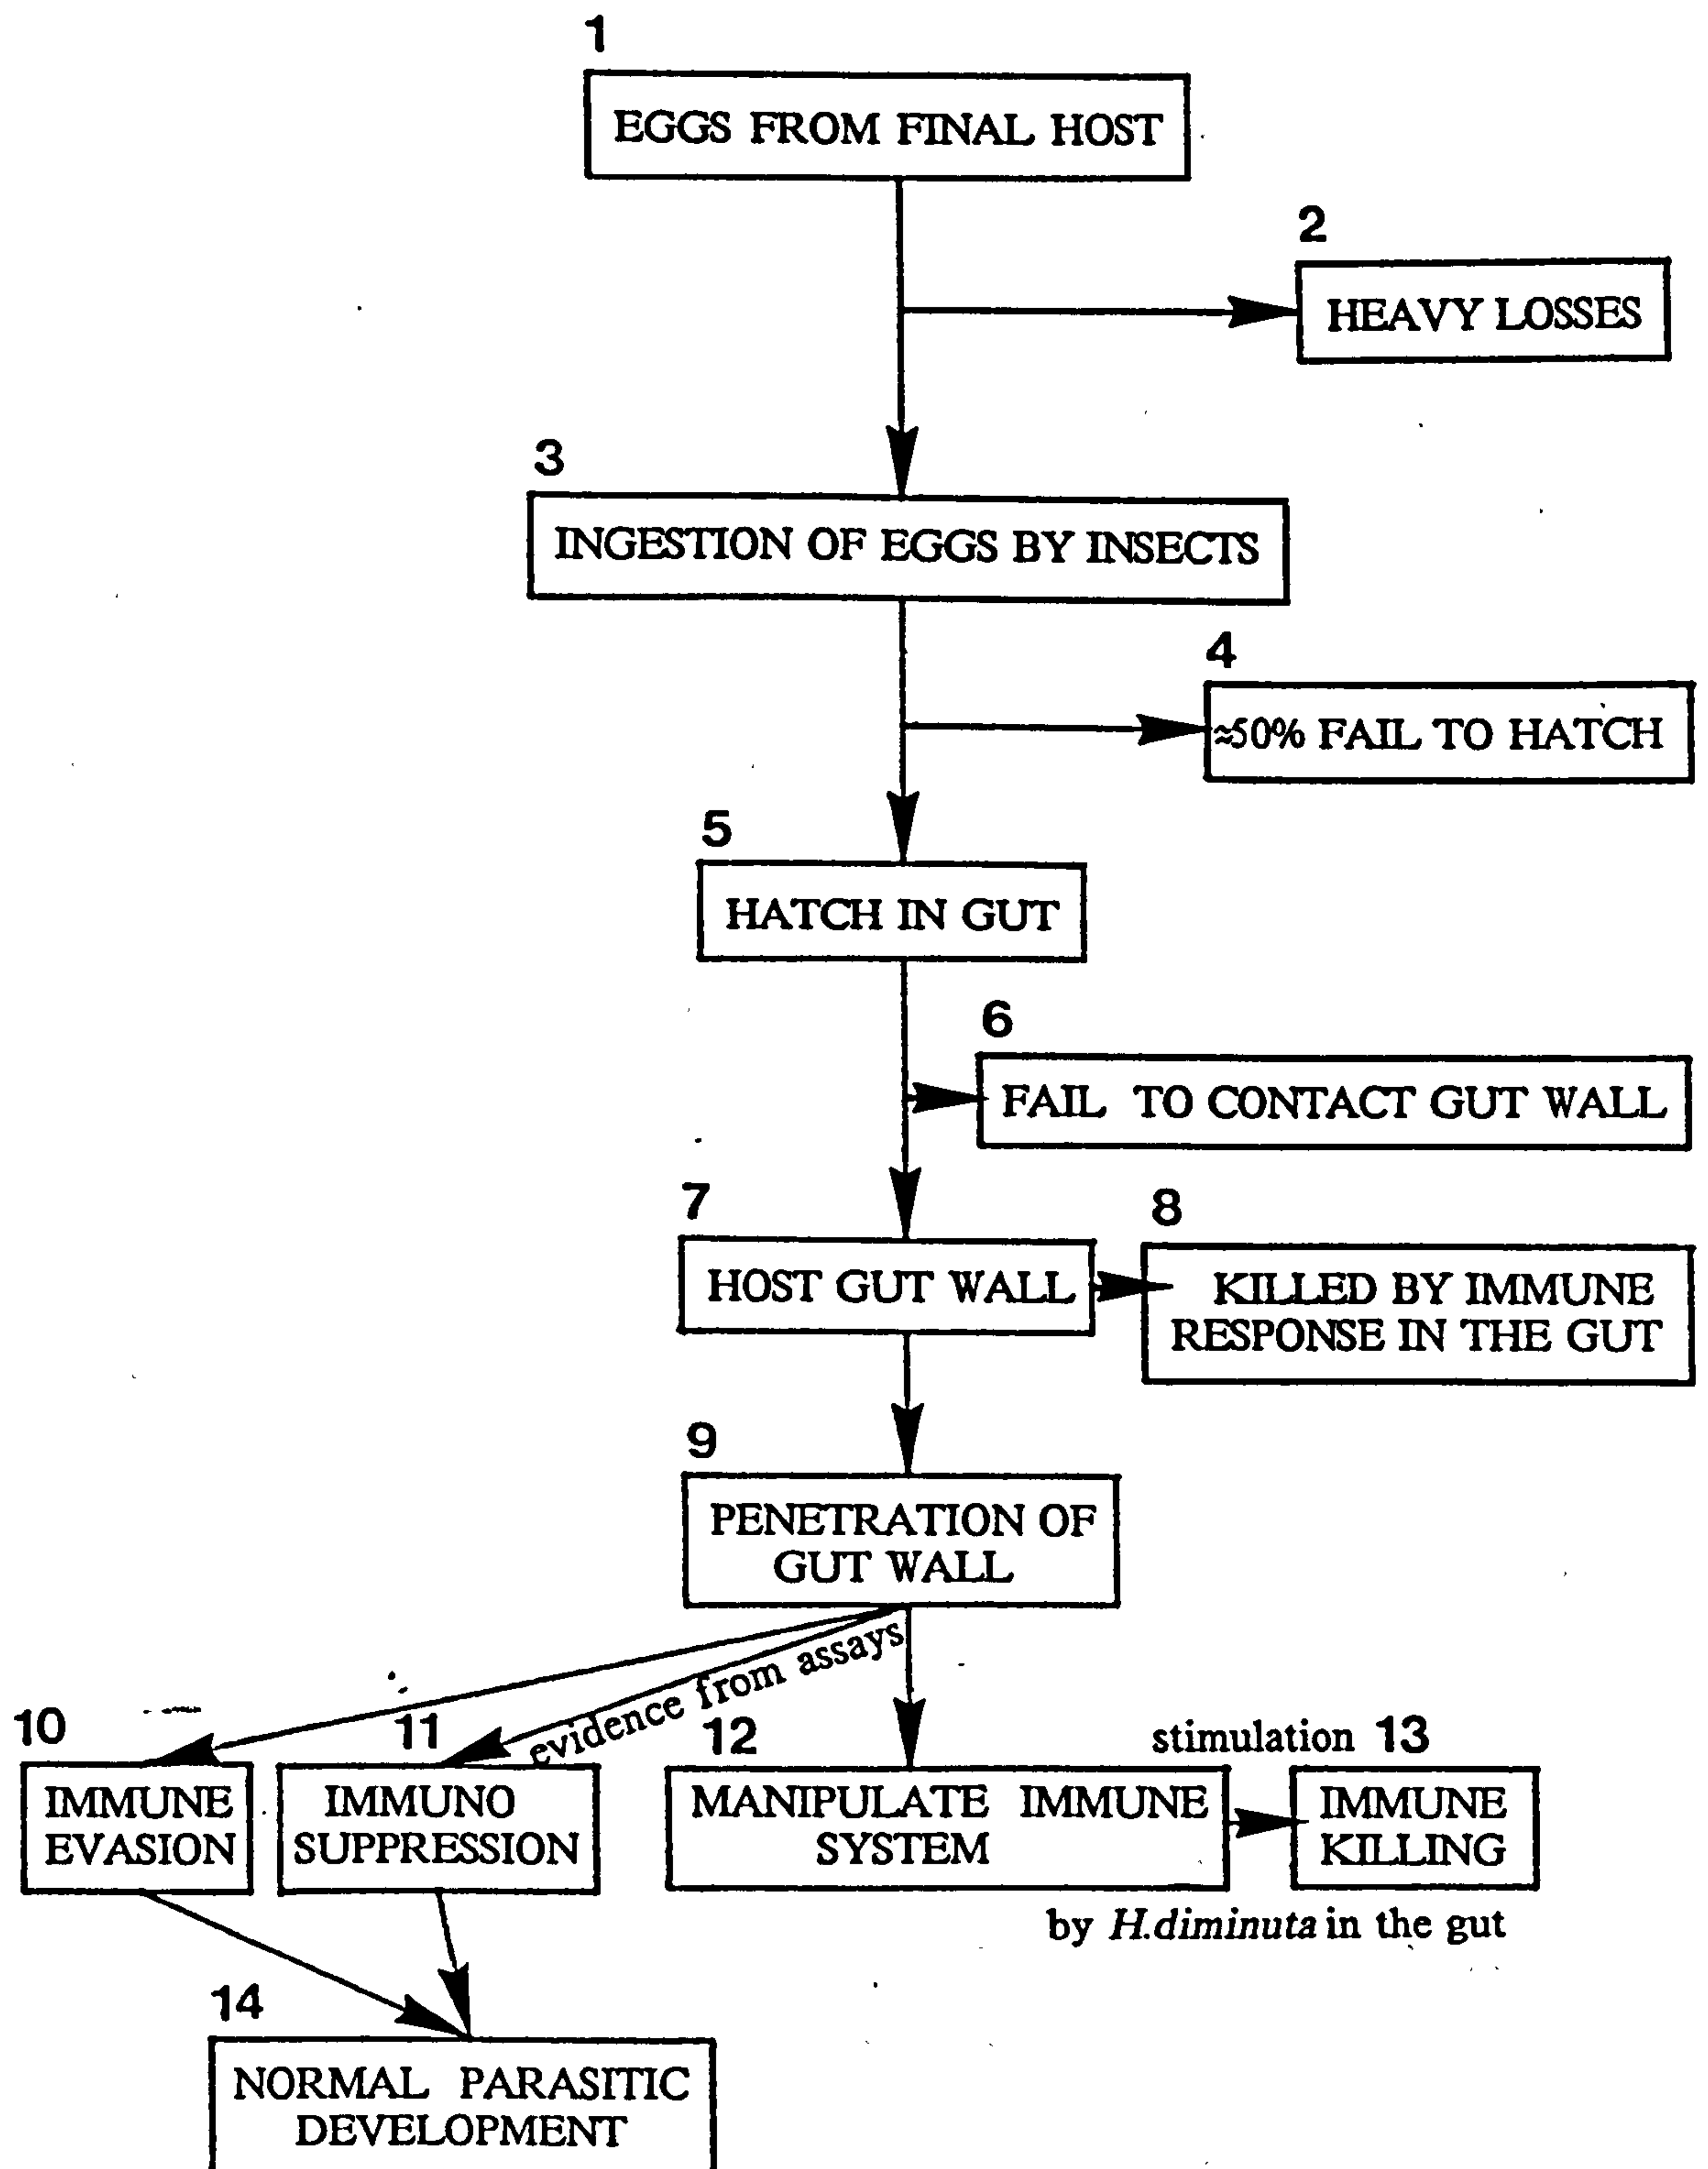 1
EGGS FROM FINAL HOST
2
HEAVY LOSSES
3
INGESTION OF EGGS BY INSECTS
4
≈50% FAIL TO HATCH
5
HATCH IN GUT
6
FAIL TO CONTACT GUT WALL
7
HOST GUT WALL
8
KILLED BY IMMUNE
RESPONSE IN THE GUT
9
PENETRATION OF
GUT WALL
evidence from assays
10
IMMUNE
EVASION
11
IMMUNO
SUPPRESSION
12
MANIPULATE IMMUNE
SYSTEM
stimulation 13
IMMUNE
KILLING
by H.diminuta in the gut
14
NORMAL PARASITIC
DEVELOPMENT